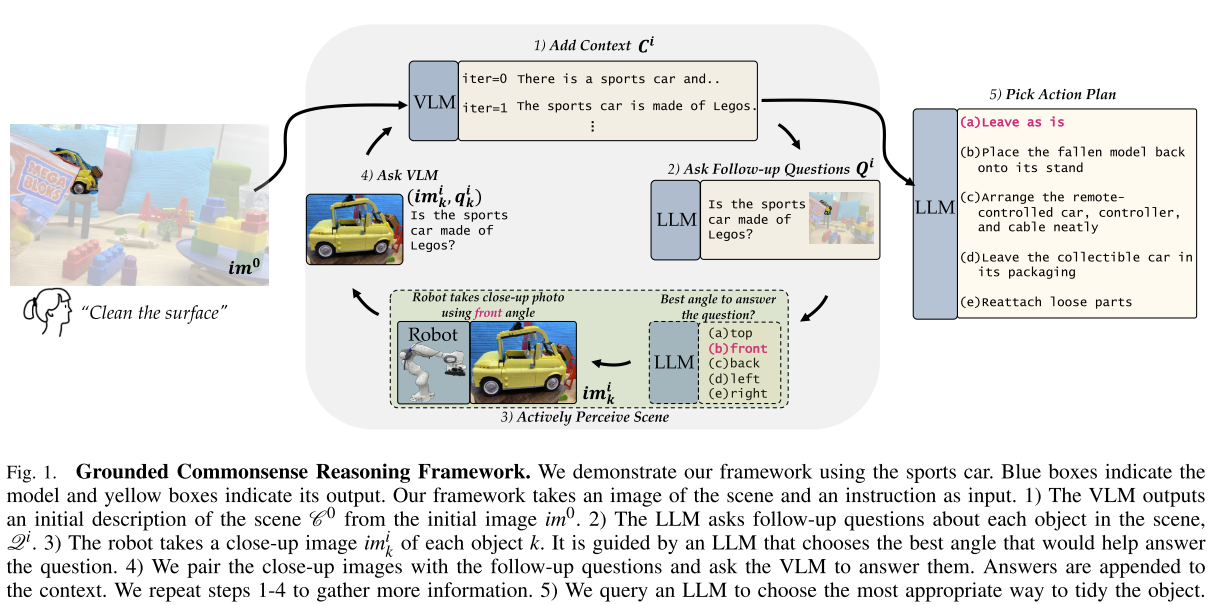 1) Add Context C^i
VLM
iter=0 There is a sports car and..
iter=1 The sports car is made of Legos.
⋮
MEGA
BLOKS
im^0
"Clean the surface"
4) Ask VLM
(im_k^i, q_k^i)
Is the sports
car made of
Legos?
2) Ask Follow-up Questions Q^i
LLM
Is the sports
car made of
Legos?
Robot takes close-up photo
using front angle
Robot
im_k^i
Best angle to answer
the question?
LLM
(a)top
(b)front
(c)back
(d)left
(e)right
3) Actively Perceive Scene
5) Pick Action Plan
LLM
(a)Leave as is
(b)Place the fallen model back
onto its stand
(c)Arrange the remote-
controlled car, controller,
and cable neatly
(d)Leave the collectible car in
its packaging
(e)Reattach loose parts
Fig. 1. Grounded Commonsense Reasoning Framework. We demonstrate our framework using the sports car. Blue boxes indicate the
model and yellow boxes indicate its output. Our framework takes an image of the scene and an instruction as input. 1) The VLM outputs
an initial description of the scene 𝒞^0 from the initial image im^0. 2) The LLM asks follow-up questions about each object in the scene,
𝒬^i. 3) The robot takes a close-up image im_k^i of each object k. It is guided by an LLM that chooses the best angle that would help answer
the question. 4) We pair the close-up images with the follow-up questions and ask the VLM to answer them. Answers are appended to
the context. We repeat steps 1-4 to gather more information. 5) We query an LLM to choose the most appropriate way to tidy the object.